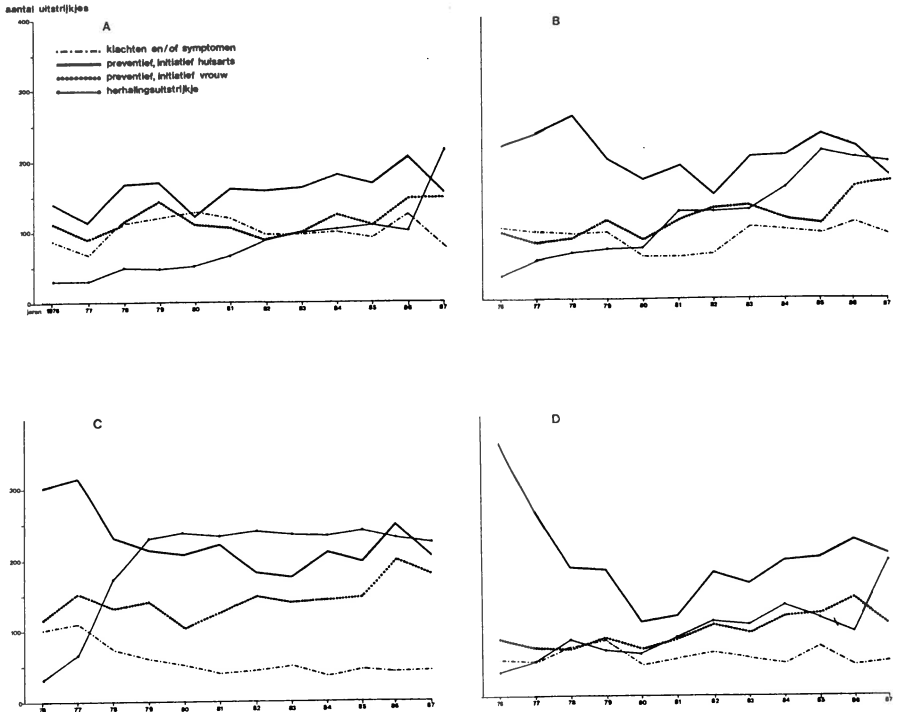 aantal uitstrijkjes
A
400
klachten en/of symptomen
preventief, initiatief huisarts
preventief, initiatief vrouw
herhalingsuitstrijkje
300
200
100
0
jaren 1976 77 78 79 80 81 82 83 84 85 86 87
B
76 77 78 79 80 81 82 83 84 85 86 87
C
300
200
100
0
76 77 78 79 80 81 82 83 84 85 86 87
D
76 77 78 79 80 81 82 83 84 85 86 87